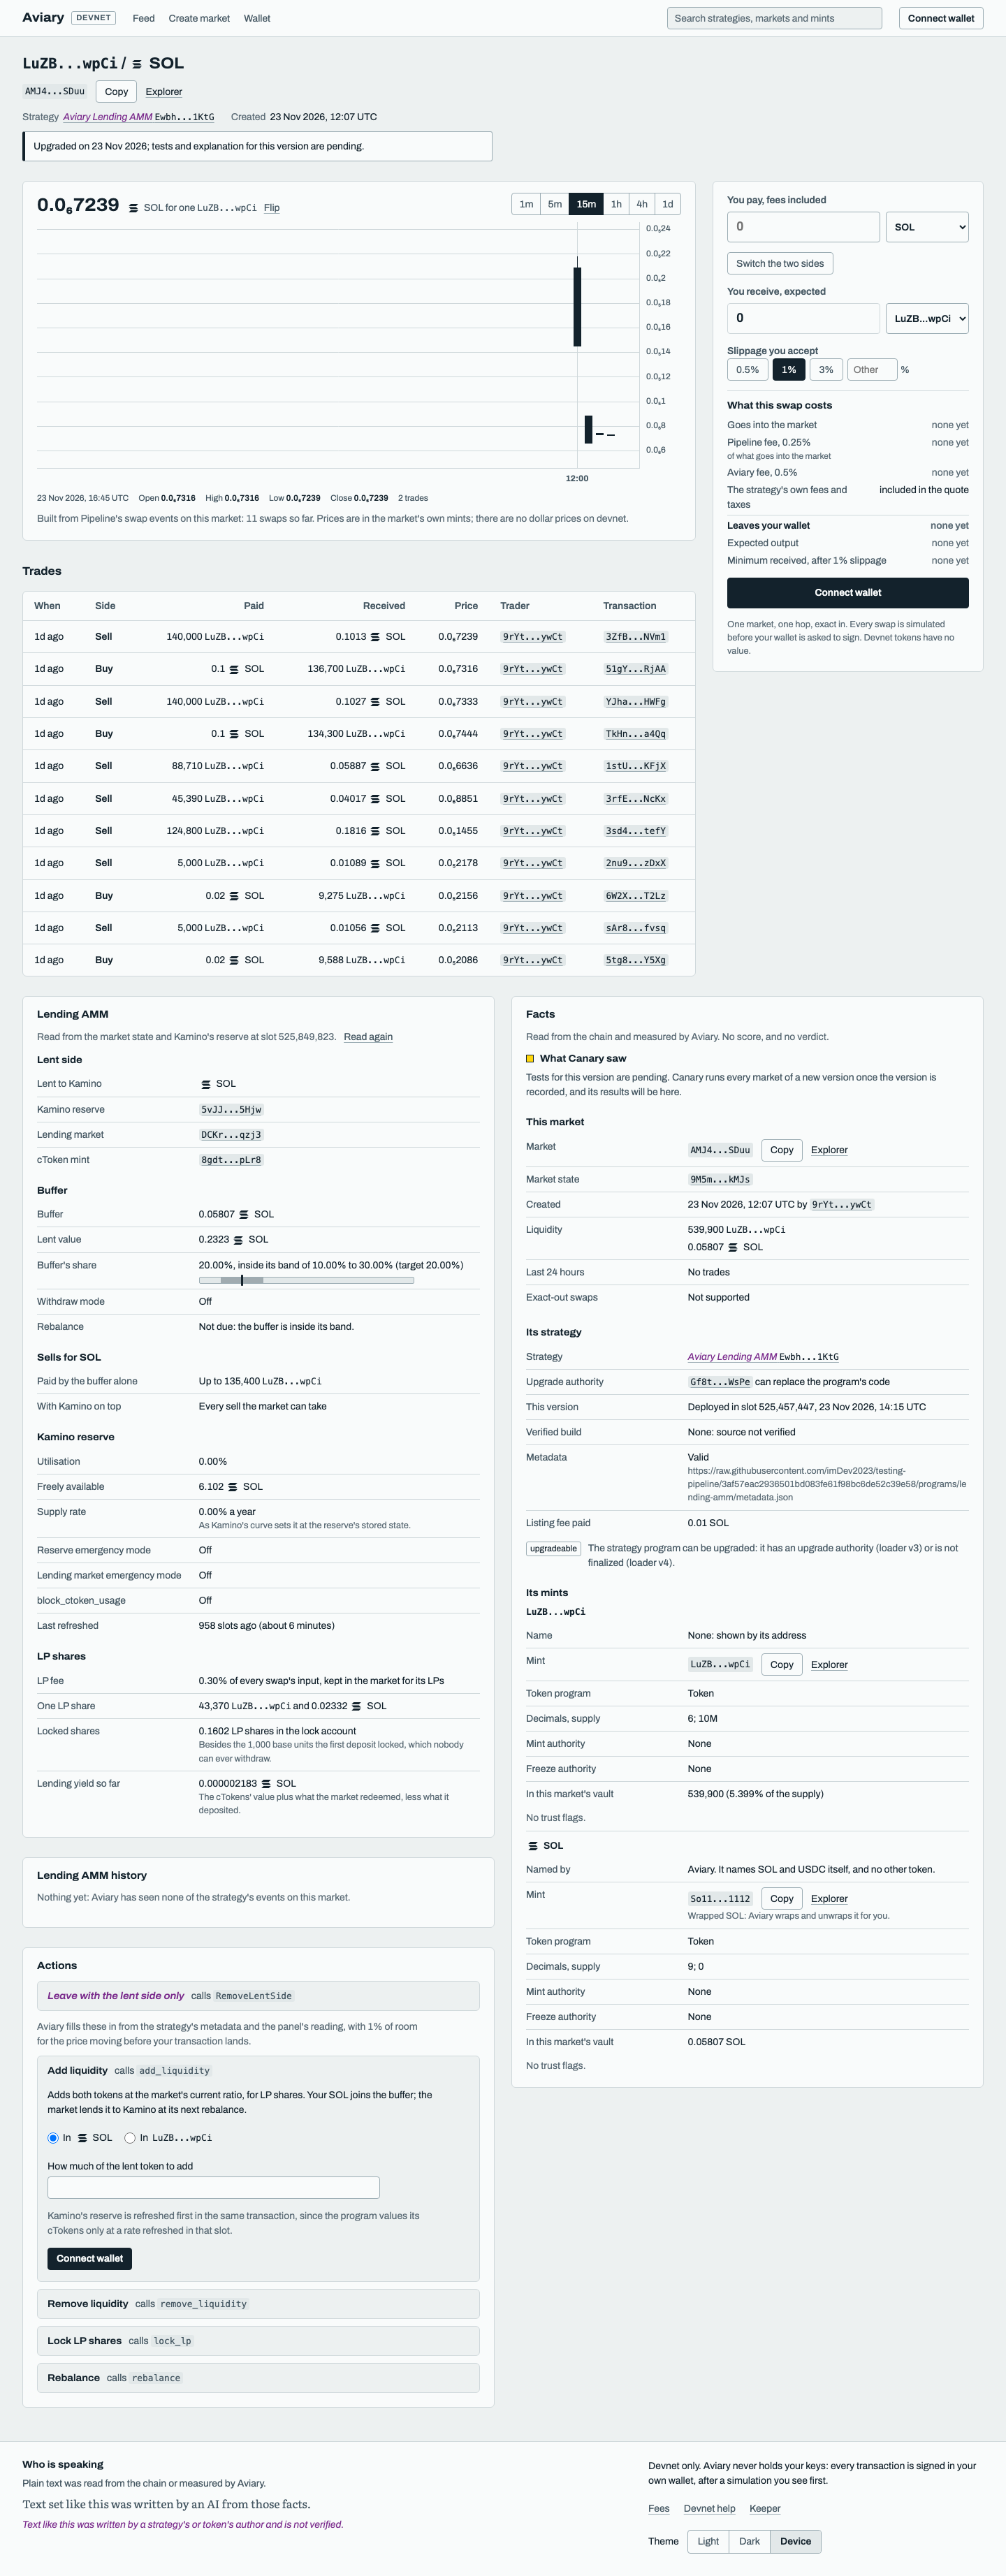 Aviary DEVNET Feed Create market Wallet Search strategies, markets and mints Connect wallet
LuZB...wpCi / SOL
AMJ4...SDuu Copy Explorer
Strategy Aviary Lending AMM Ewbh...1KtG Created 23 Nov 2026, 12:07 UTC
Upgraded on 23 Nov 2026; tests and explanation for this version are pending.
0.0₆7239 SOL for one LuZB...wpCi Flip
1m 5m 15m 1h 4h 1d
12:00
23 Nov 2026, 16:45 UTC Open 0.0₆7316 High 0.0₆7316 Low 0.0₆7239 Close 0.0₆7239 2 trades
Built from Pipeline's swap events on this market: 11 swaps so far. Prices are in the market's own mints; there are no dollar prices on devnet.
You pay, fees included
0 SOL
Switch the two sides
You receive, expected
0 LuZB...wpCi
Slippage you accept
0.5% 1% 3% Other %
What this swap costs
Goes into the market none yet
Pipeline fee, 0.25% none yet
of what goes into the market
Aviary fee, 0.5% none yet
The strategy's own fees and taxes included in the quote
Leaves your wallet none yet
Expected output none yet
Minimum received, after 1% slippage none yet
Connect wallet
One market, one hop, exact in. Every swap is simulated
before your wallet is asked to sign. Devnet tokens have no
value.
Trades
When Side Paid Received Price Trader Transaction
1d ago Sell 140,000 LuZB...wpCi 0.1013 SOL 0.0₆7239 9rYt...ywCt 3ZfB...NVm1
1d ago Buy 0.1 SOL 136,700 LuZB...wpCi 0.0₆7316 9rYt...ywCt 51gY...RjAA
1d ago Sell 140,000 LuZB...wpCi 0.1027 SOL 0.0₆7333 9rYt...ywCt YJha...HWFg
1d ago Buy 0.1 SOL 134,300 LuZB...wpCi 0.0₆7444 9rYt...ywCt TkHn...a4Qq
1d ago Sell 88,710 LuZB...wpCi 0.05887 SOL 0.0₆6636 9rYt...ywCt 1stU...KFjX
1d ago Sell 45,390 LuZB...wpCi 0.04017 SOL 0.0₆8851 9rYt...ywCt 3rfE...NcKx
1d ago Sell 124,800 LuZB...wpCi 0.1816 SOL 0.0₅1455 9rYt...ywCt 3sd4...tefY
1d ago Sell 5,000 LuZB...wpCi 0.01089 SOL 0.0₅2178 9rYt...ywCt 2nu9...zDxX
1d ago Buy 0.02 SOL 9,275 LuZB...wpCi 0.0₅2156 9rYt...ywCt 6W2X...T2Lz
1d ago Sell 5,000 LuZB...wpCi 0.01056 SOL 0.0₅2113 9rYt...ywCt sAr8...fvsq
1d ago Buy 0.02 SOL 9,588 LuZB...wpCi 0.0₅2086 9rYt...ywCt 5tg8...Y5Xg
Lending AMM
Read from the market state and Kamino's reserve at slot 525,849,823. Read again
Lent side
Lent to Kamino SOL
Kamino reserve 5vJJ...5Hjw
Lending market DCKr...qzj3
cToken mint 8gdt...pLr8
Buffer
Buffer 0.05807 SOL
Lent value 0.2323 SOL
Buffer's share 20.00%, inside its band of 10.00% to 30.00% (target 20.00%)
Withdraw mode Off
Rebalance Not due: the buffer is inside its band.
Sells for SOL
Paid by the buffer alone Up to 135,400 LuZB...wpCi
With Kamino on top Every sell the market can take
Kamino reserve
Utilisation 0.00%
Freely available 6.102 SOL
Supply rate 0.00% a year
As Kamino's curve sets it at the reserve's stored state.
Reserve emergency mode Off
Lending market emergency mode Off
block_ctoken_usage Off
Last refreshed 958 slots ago (about 6 minutes)
LP shares
LP fee 0.30% of every swap's input, kept in the market for its LPs
One LP share 43,370 LuZB...wpCi and 0.02332 SOL
Locked shares 0.1602 LP shares in the lock account
Besides the 1,000 base units the first deposit locked, which nobody
can ever withdraw.
Lending yield so far 0.000002183 SOL
The cTokens' value plus what the market redeemed, less what it
deposited.
Lending AMM history
Nothing yet: Aviary has seen none of the strategy's events on this market.
Actions
Leave with the lent side only calls RemoveLentSide
Aviary fills these in from the strategy's metadata and the panel's reading, with 1% of room
for the price moving before your transaction lands.
Add liquidity calls add_liquidity
Adds both tokens at the market's current ratio, for LP shares. Your SOL joins the buffer; the
market lends it to Kamino at its next rebalance.
In SOL In LuZB...wpCi
How much of the lent token to add
Kamino's reserve is refreshed first in the same transaction, since the program values its
cTokens only at a rate refreshed in that slot.
Connect wallet
Remove liquidity calls remove_liquidity
Lock LP shares calls lock_lp
Rebalance calls rebalance
Facts
Read from the chain and measured by Aviary. No score, and no verdict.
What Canary saw
Tests for this version are pending. Canary runs every market of a new version once the version is
recorded, and its results will be here.
This market
Market AMJ4...SDuu Copy Explorer
Market state 9M5m...kMJs
Created 23 Nov 2026, 12:07 UTC by 9rYt...ywCt
Liquidity 539,900 LuZB...wpCi
0.05807 SOL
Last 24 hours No trades
Exact-out swaps Not supported
Its strategy
Strategy Aviary Lending AMM Ewbh...1KtG
Upgrade authority Gf8t...WsPe can replace the program's code
This version Deployed in slot 525,457,447, 23 Nov 2026, 14:15 UTC
Verified build None: source not verified
Metadata Valid
https://raw.githubusercontent.com/imDev2023/testing-
pipeline/3af57eac2936501bd083fe61f98bc6de52c39e58/programs/le
nding-amm/metadata.json
Listing fee paid 0.01 SOL
upgradeable The strategy program can be upgraded: it has an upgrade authority (loader v3) or is not
finalized (loader v4).
Its mints
LuZB...wpCi
Name None: shown by its address
Mint LuZB...wpCi Copy Explorer
Token program Token
Decimals, supply 6; 10M
Mint authority None
Freeze authority None
In this market's vault 539,900 (5.399% of the supply)
No trust flags.
SOL
Named by Aviary. It names SOL and USDC itself, and no other token.
Mint So11...1112 Copy Explorer
Wrapped SOL: Aviary wraps and unwraps it for you.
Token program Token
Decimals, supply 9; 0
Mint authority None
Freeze authority None
In this market's vault 0.05807 SOL
No trust flags.
Who is speaking
Plain text was read from the chain or measured by Aviary.
Text set like this was written by an AI from those facts.
Text like this was written by a strategy's or token's author and is not verified.
Devnet only. Aviary never holds your keys: every transaction is signed in your
own wallet, after a simulation you see first.
Fees Devnet help Keeper
Theme Light Dark Device